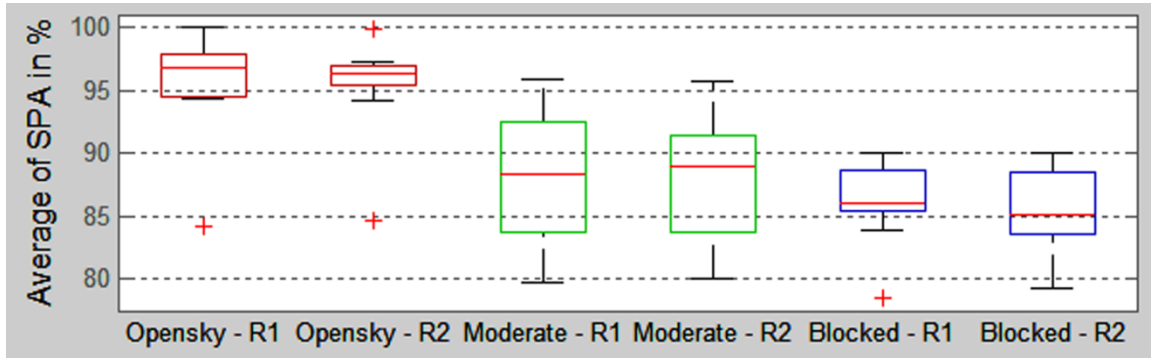 Average of SPA in %
100
95
90
85
80
Opensky - R1 Opensky - R2 Moderate - R1 Moderate - R2 Blocked - R1 Blocked - R2